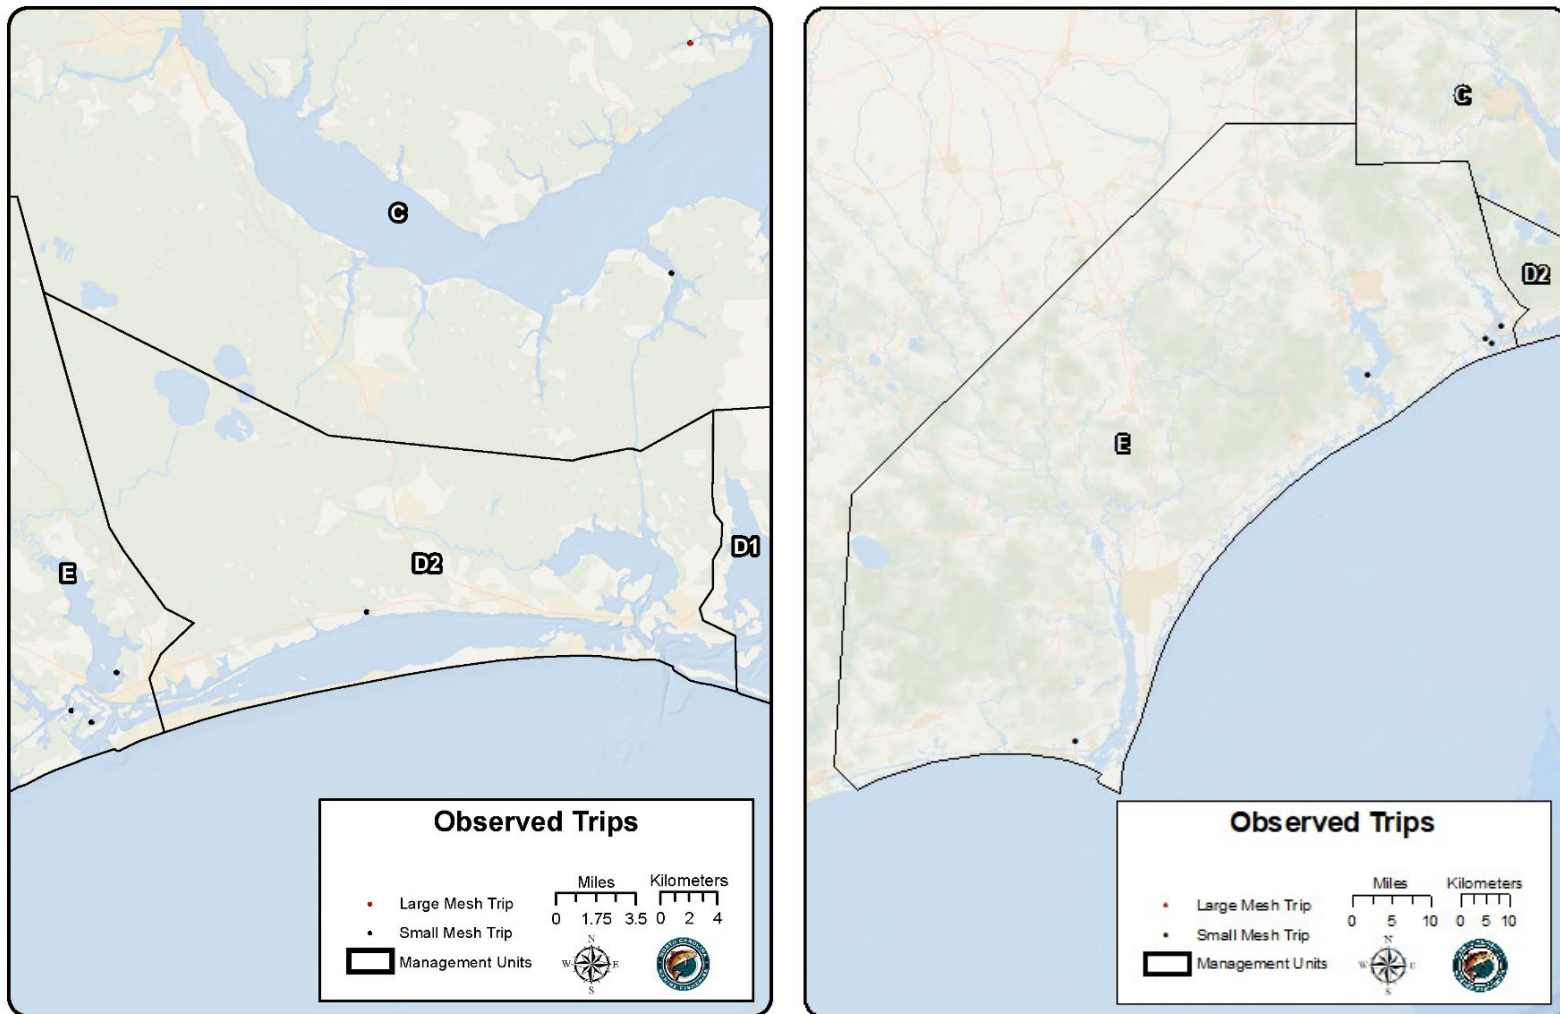 C
E
D2
D1
Observed Trips
Miles
Kilometers
Large Mesh Trip
0 1.75 3.5
0 2 4
Small Mesh Trip
N
W E
S
Management Units
C
D2
E
Observed Trips
Miles
Kilometers
Large Mesh Trip
0 5 10
0 5 10
Small Mesh Trip
N
W E
S
Management Units